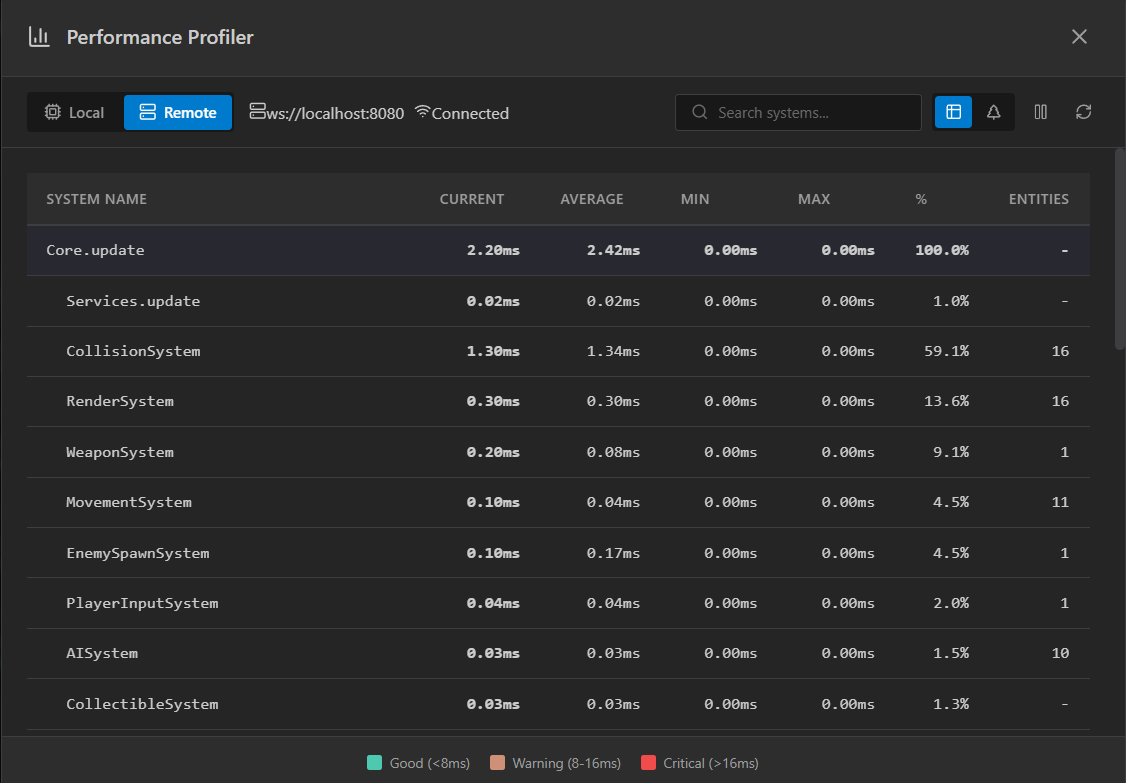 Performance Profiler
Local Remote ws://localhost:8080 Connected Search systems...
SYSTEM NAME CURRENT AVERAGE MIN MAX % ENTITIES
Core.update 2.20ms 2.42ms 0.00ms 0.00ms 100.0% -
Services.update 0.02ms 0.02ms 0.00ms 0.00ms 1.0% -
CollisionSystem 1.30ms 1.34ms 0.00ms 0.00ms 59.1% 16
RenderSystem 0.30ms 0.30ms 0.00ms 0.00ms 13.6% 16
WeaponSystem 0.20ms 0.08ms 0.00ms 0.00ms 9.1% 1
MovementSystem 0.10ms 0.04ms 0.00ms 0.00ms 4.5% 11
EnemySpawnSystem 0.10ms 0.17ms 0.00ms 0.00ms 4.5% 1
PlayerInputSystem 0.04ms 0.04ms 0.00ms 0.00ms 2.0% 1
AISystem 0.03ms 0.03ms 0.00ms 0.00ms 1.5% 10
CollectibleSystem 0.03ms 0.03ms 0.00ms 0.00ms 1.3% -
Good (<8ms) Warning (8-16ms) Critical (>16ms)